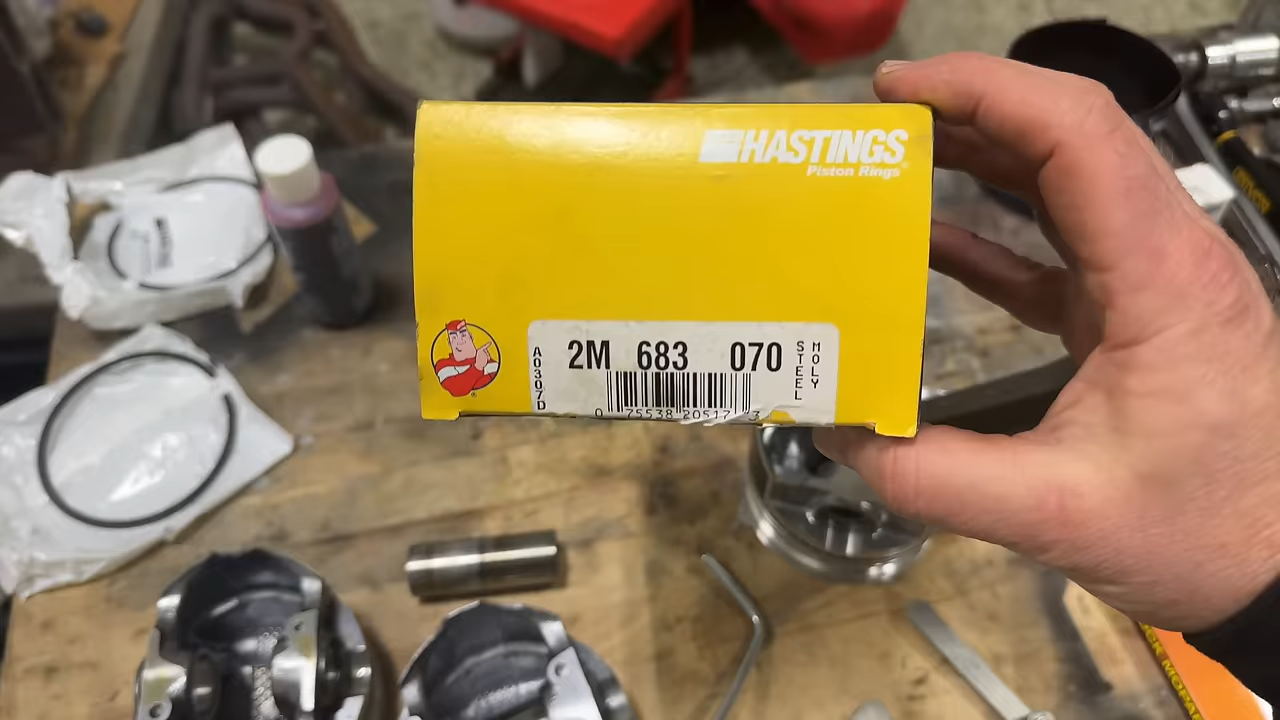 HASTINGS
Piston Rings
2M 683 070
STEEL
MOLY
A0307D
0 75538 20517 3